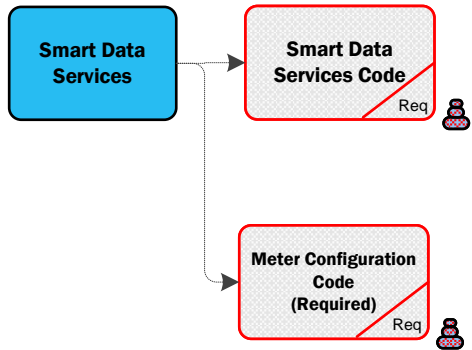 Smart Data
Services
Smart Data
Services Code
Req
Meter Configuration
Code
(Required)
Req